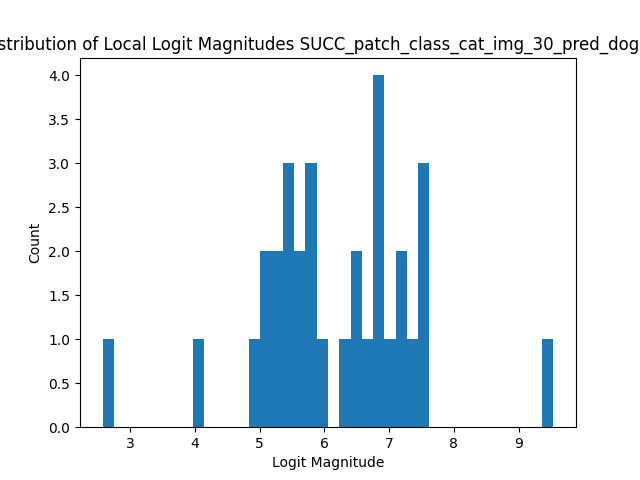 stribution of Local Logit Magnitudes SUCC_patch_class_cat_img_30_pred_dog
4.0
3.5
3.0
2.5
2.0
1.5
1.0
0.5
0.0
Count
3 4 5 6 7 8 9
Logit Magnitude